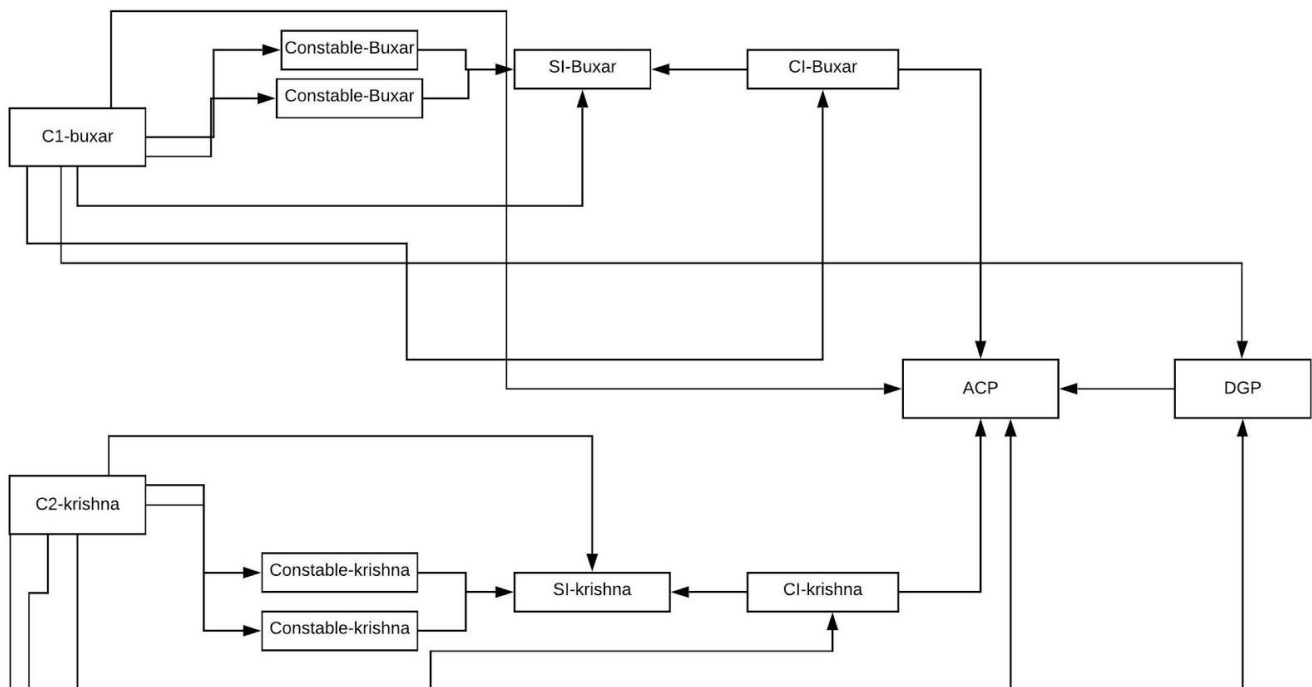 Constable-Buxar
SI-Buxar
CI-Buxar
Constable-Buxar
C1-buxar
ACP
DGP
C2-krishna
Constable-krishna
SI-krishna
CI-krishna
Constable-krishna